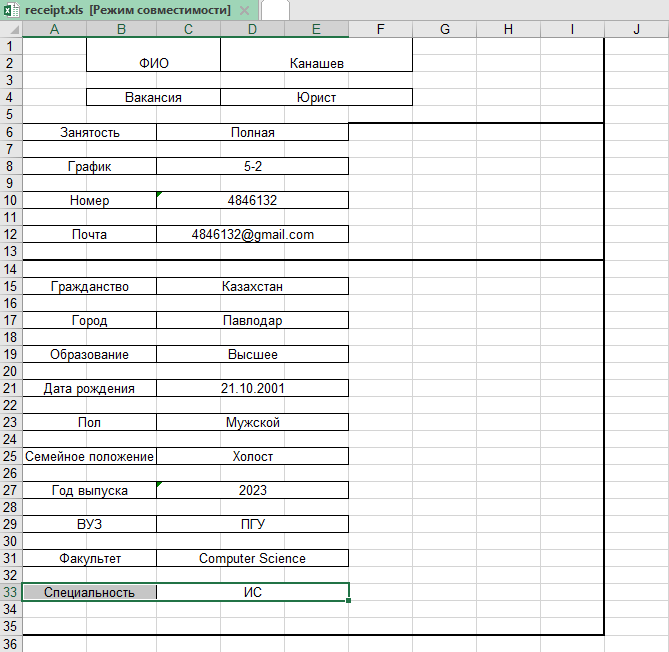 receipt.xls [Режим совместимости]
A B C D E F G H I J
1
2 ФИО Канашев
3
4 Вакансия Юрист
5
6 Занятость Полная
7
8 График 5-2
9
10 Номер 4846132
11
12 Почта 4846132@gmail.com
13
14
15 Гражданство Казахстан
16
17 Город Павлодар
18
19 Образование Высшее
20
21 Дата рождения 21.10.2001
22
23 Пол Мужской
24
25 Семейное положение Холост
26
27 Год выпуска 2023
28
29 ВУЗ ПГУ
30
31 Факультет Computer Science
32
33 Специальность ИС
34
35
36